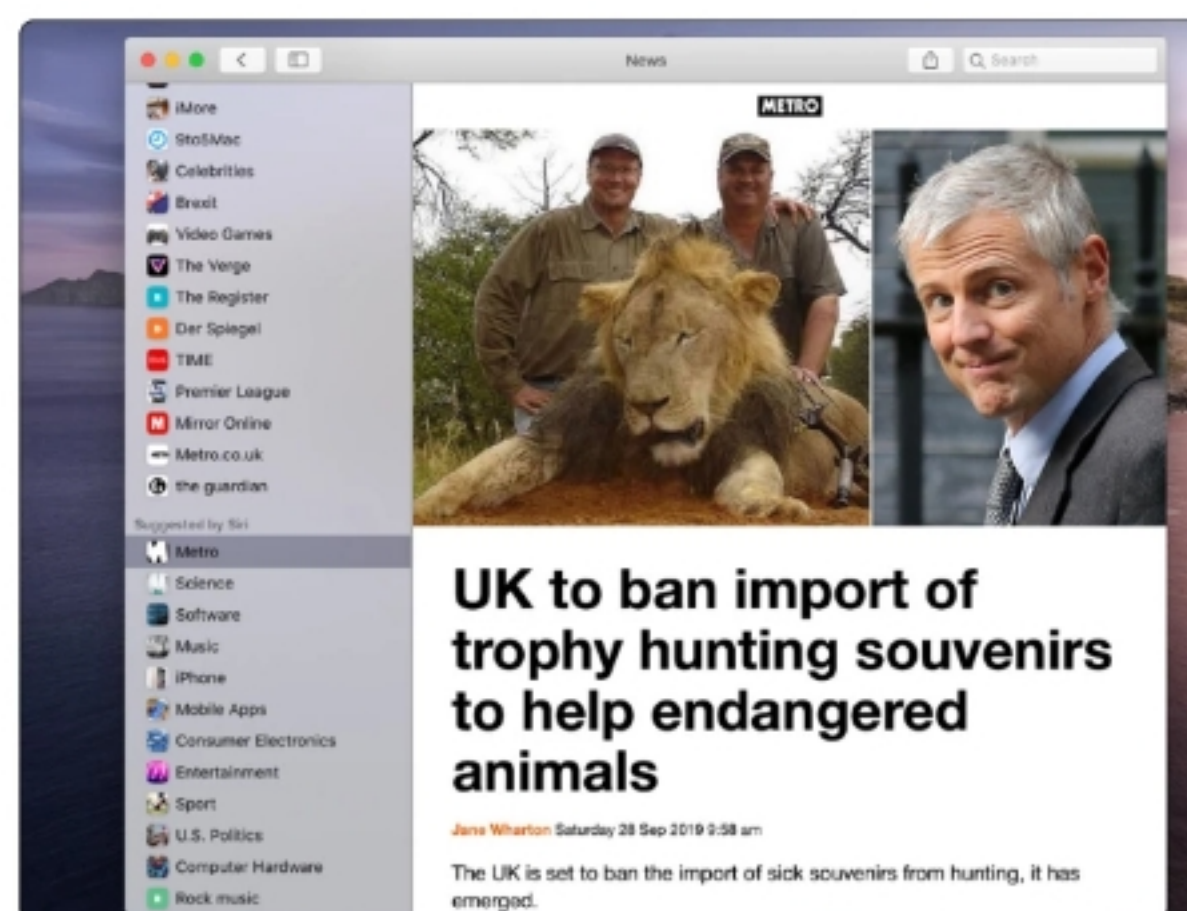 News
Search
iMore
9to5Mac
Celebrities
Brexit
Video Games
The Verge
The Register
Der Spiegel
TIME
Premier League
Mirror Online
Metro.co.uk
the guardian
Suggested by Siri
Metro
Science
Software
Music
iPhone
Mobile Apps
Consumer Electronics
Entertainment
Sport
U.S. Politics
Computer Hardware
Rock music
METRO
UK to ban import of
trophy hunting souvenirs
to help endangered
animals
Jane Wharton Saturday 28 Sep 2019 9:58 am
The UK is set to ban the import of sick souvenirs from hunting, it has
emerged.